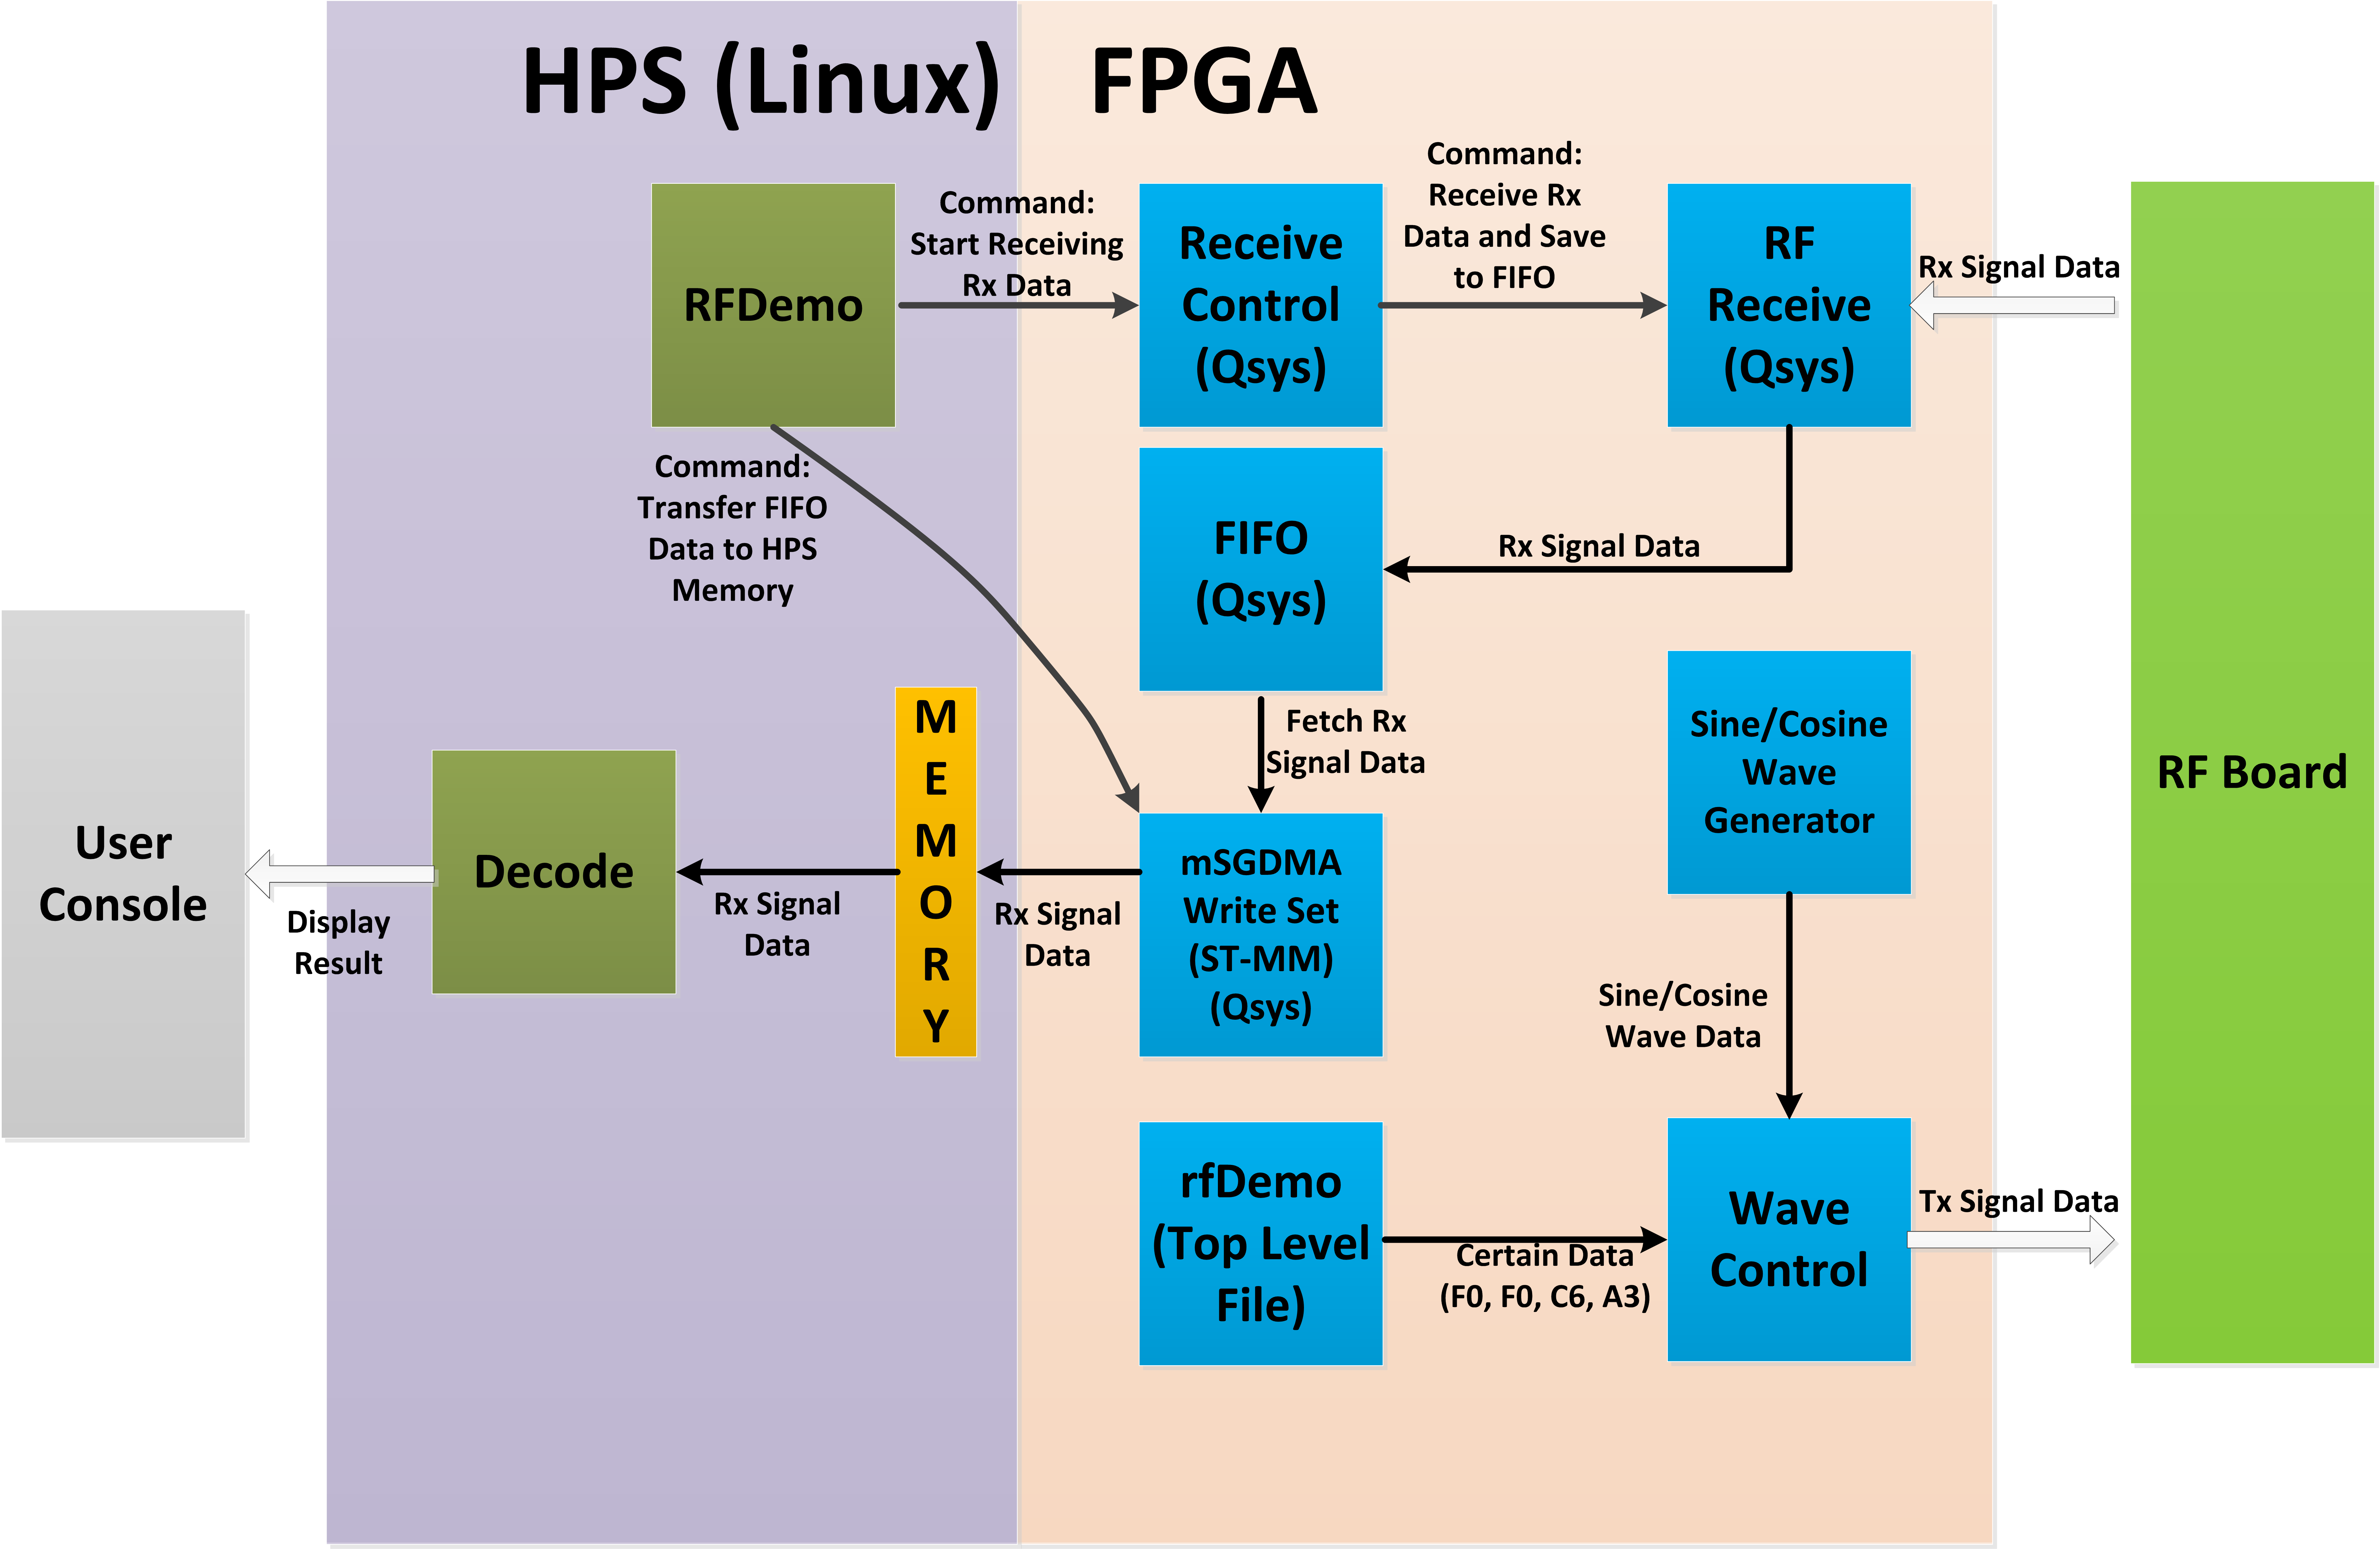 HPS (Linux)
FPGA
RFDemo
Command:
Start Receiving
Rx Data
Receive
Control
(Qsys)
Command:
Receive Rx
Data and Save
to FIFO
RF
Receive
(Qsys)
Rx Signal Data
Command:
Transfer FIFO
Data to HPS
Memory
FIFO
(Qsys)
Rx Signal Data
Fetch Rx
Signal Data
Sine/Cosine
Wave
Generator
RF Board
User
Console
Display
Result
Decode
Rx Signal
Data
M
E
M
O
R
Y
Rx Signal
Data
mSGDMA
Write Set
(ST-MM)
(Qsys)
Sine/Cosine
Wave Data
rfDemo
(Top Level
File)
Certain Data
(F0, F0, C6, A3)
Wave
Control
Tx Signal Data